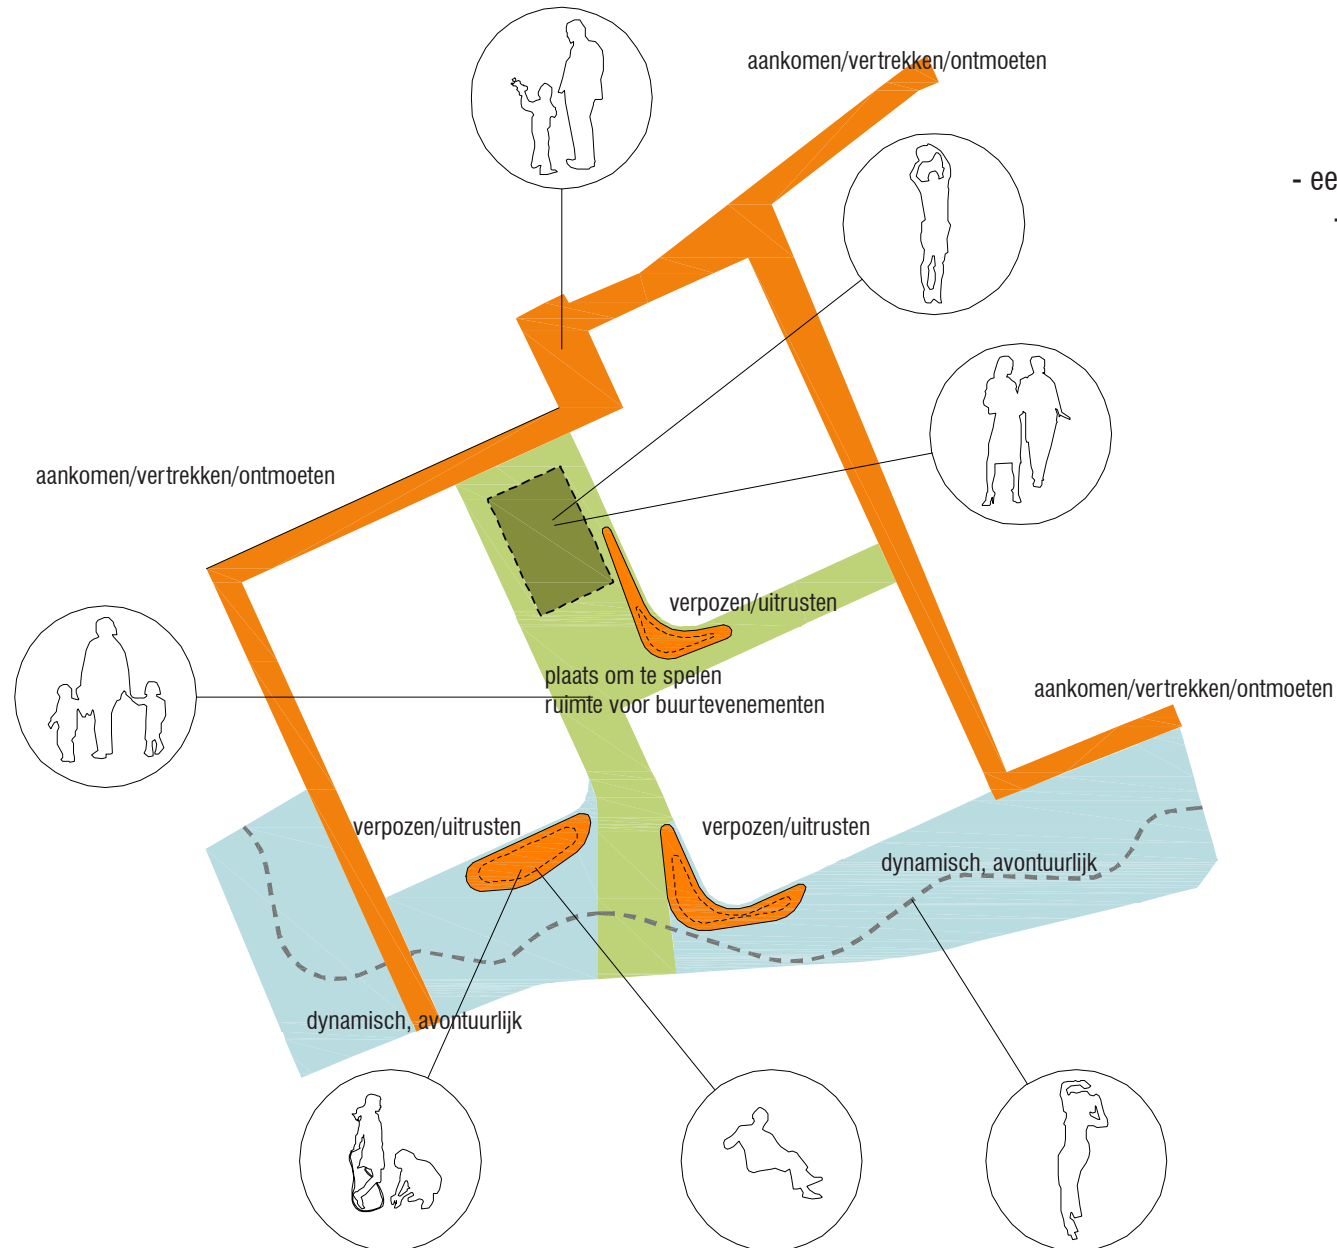 aankomen/vertrekken/ontmoeten
- ee
aankomen/vertrekken/ontmoeten
verpozen/uitrusten
plaats om te spelen
ruimte voor buurtevenementen
aankomen/vertrekken/ontmoeten
verpozen/uitrusten
verpozen/uitrusten
dynamisch, avontuurlijk
dynamisch, avontuurlijk